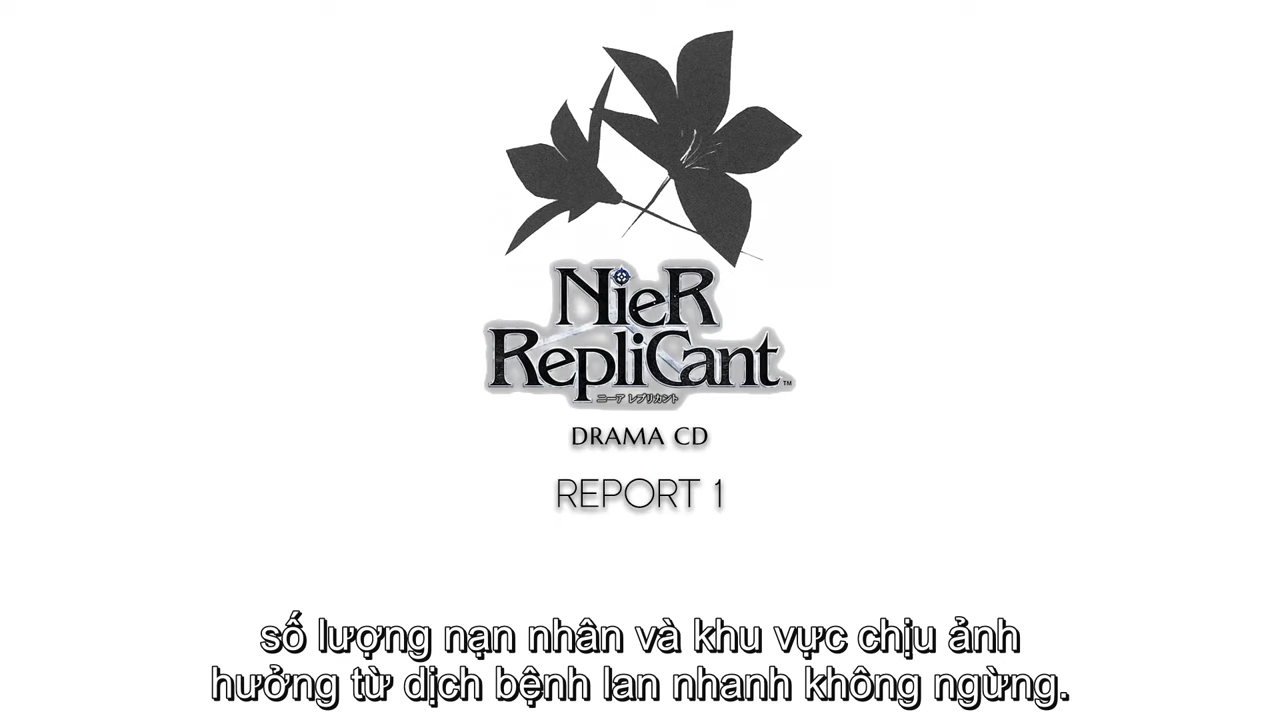 NieR
RepliCant™
ニーア レプリカント
DRAMA CD
REPORT 1
số lượng nạn nhân và khu vực chịu ảnh
hưởng từ dịch bệnh lan nhanh không ngừng.